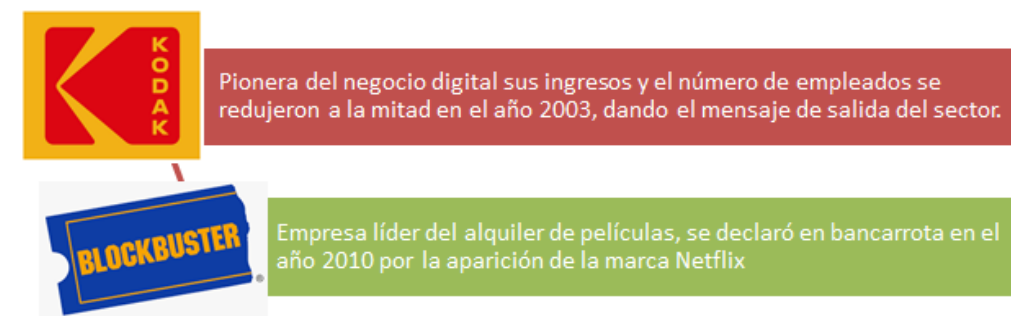 KODAK
Pionera del negocio digital sus ingresos y el número de empleados se
redujeron a la mitad en el año 2003, dando el mensaje de salida del sector.
BLOCKBUSTER®
Empresa líder del alquiler de películas, se declaró en bancarrota en el
año 2010 por la aparición de la marca Netflix